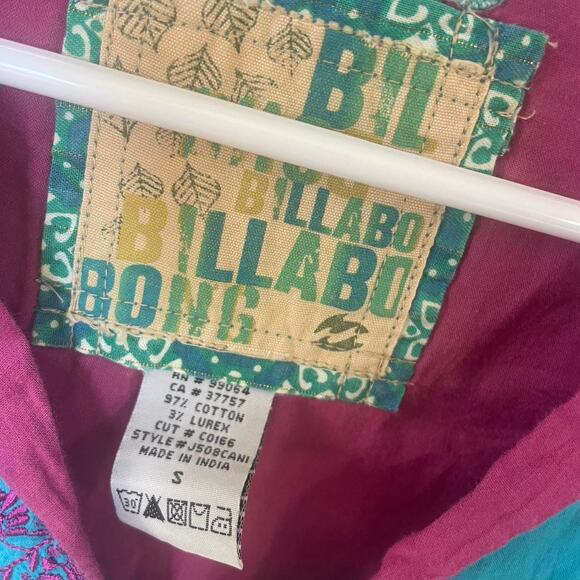 BIL
BILLABO
BILLABO
BONG
RN # 99064
CA # 37757
97% COTTON
3% LUREX
CUT # C0166
STYLE#J508CANI
MADE IN INDIA
S
30